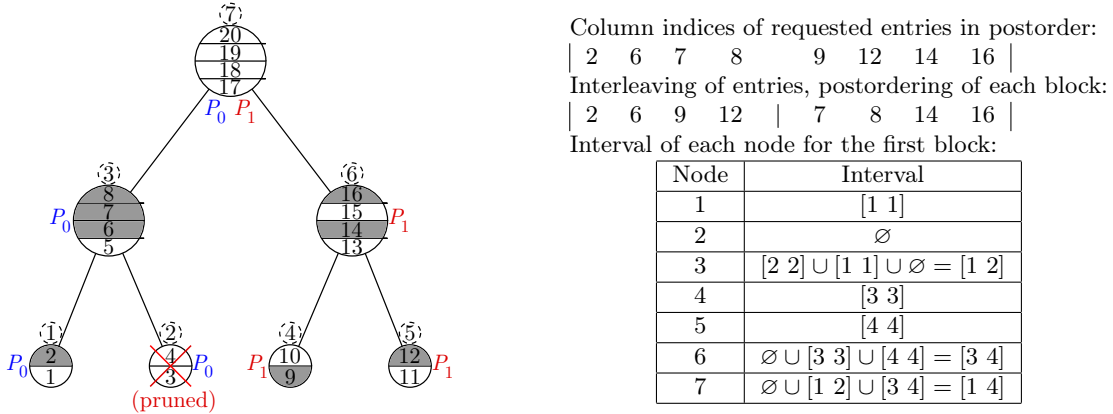 7
20
19
18
17
P0 P1
3
8
7
6
5
P0
6
16
15
14
13
P1
1
2
1
P0
2
4
3
P0
(pruned)
4
10
9
P1
5
12
11
P1
Column indices of requested entries in postorder:
| 2 6 7 8 9 12 14 16 |
Interleaving of entries, postordering of each block:
| 2 6 9 12 | 7 8 14 16 |
Interval of each node for the first block:
Node Interval
1 [1 1]
2 ∅
3 [2 2] ∪ [1 1] ∪ ∅ = [1 2]
4 [3 3]
5 [4 4]
6 ∅ ∪ [3 3] ∪ [4 4] = [3 4]
7 ∅ ∪ [1 2] ∪ [3 4] = [1 4]